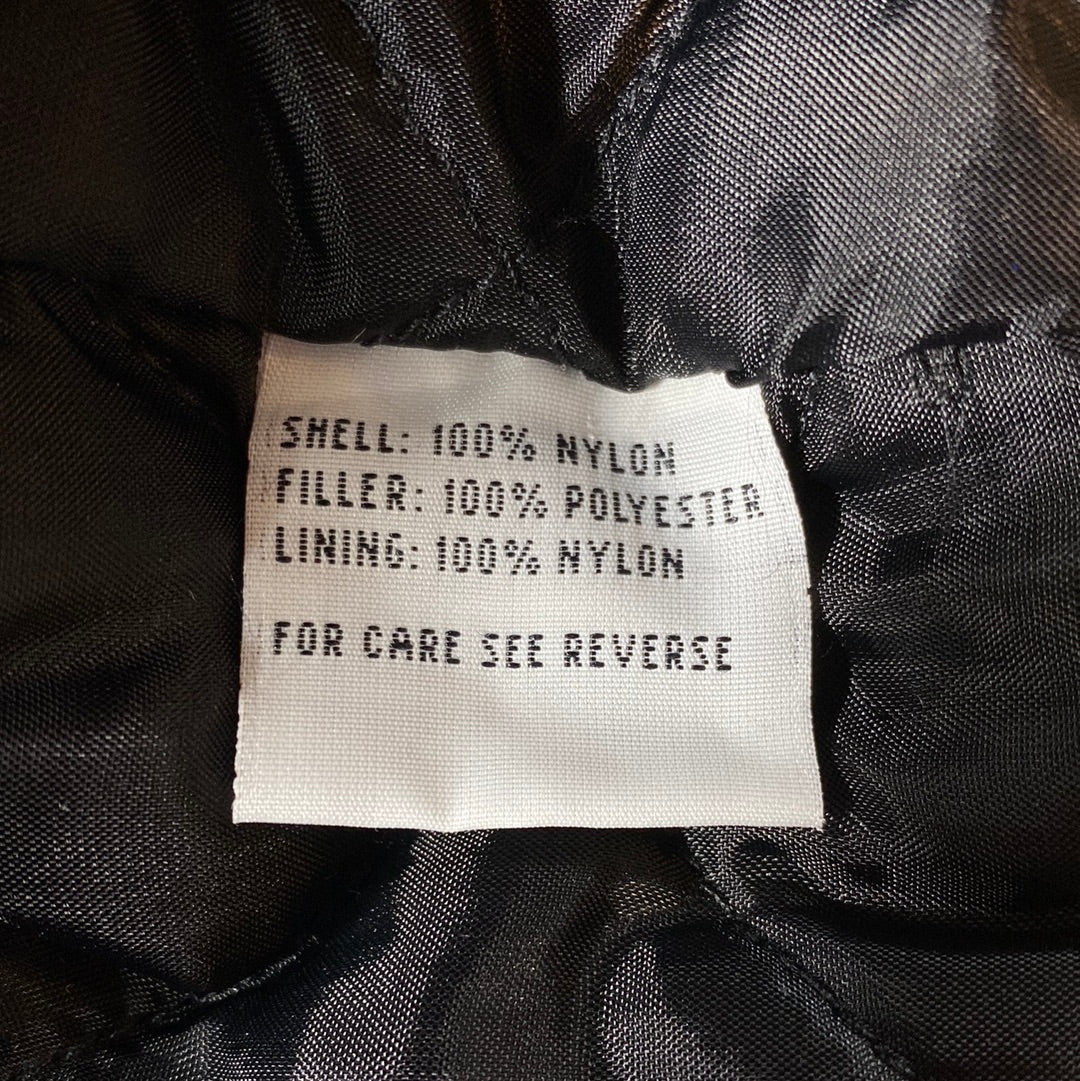 SHELL: 100% NYLON
FILLER: 100% POLYESTER
LINING: 100% NYLON
FOR CARE SEE REVERSE